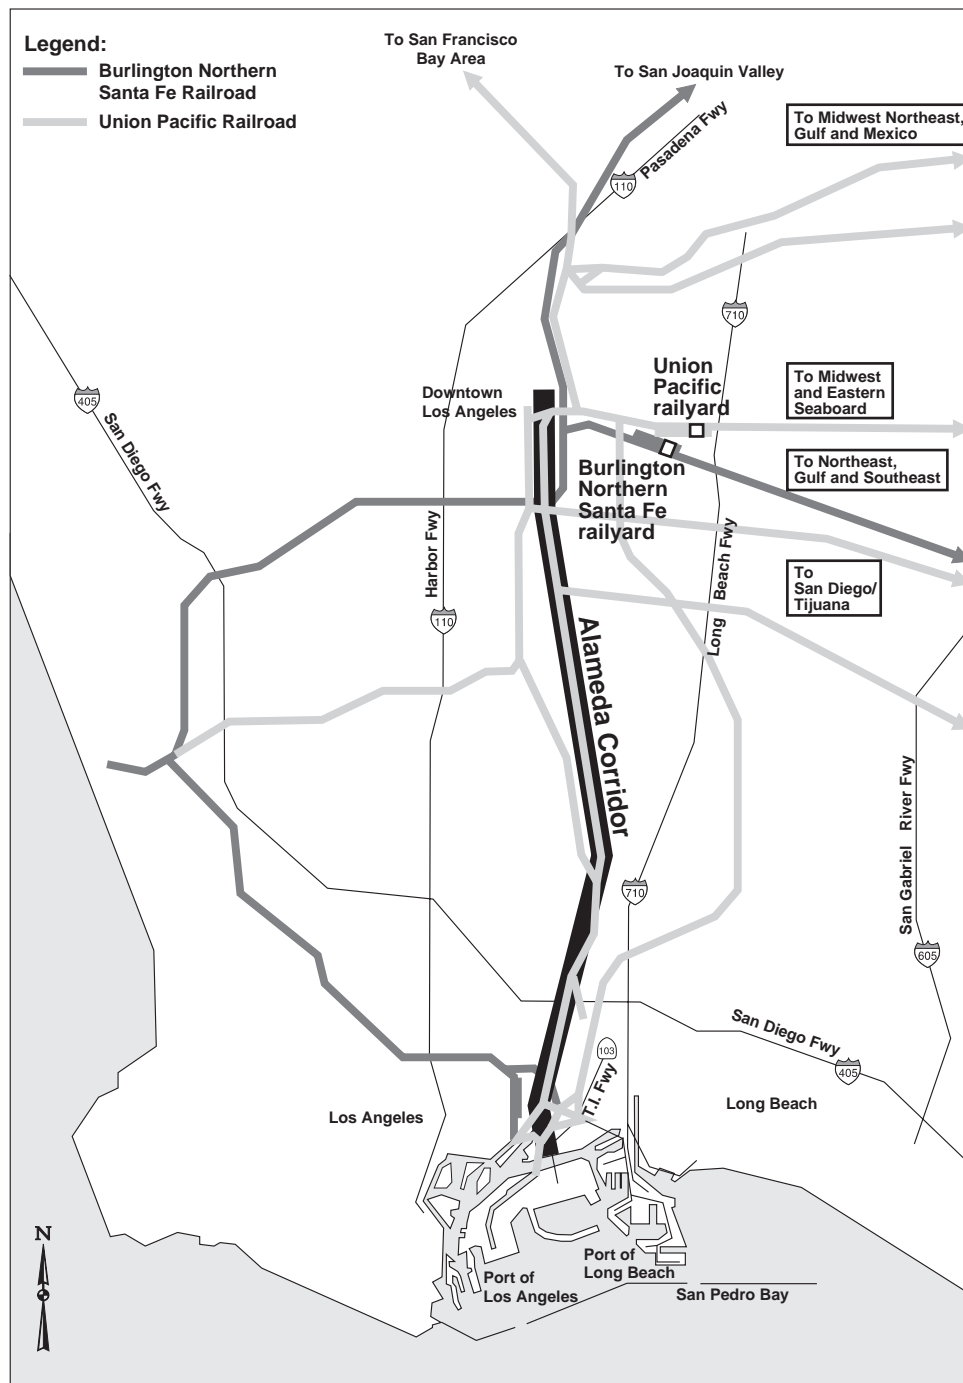 Legend:
Burlington Northern
Santa Fe Railroad
Union Pacific Railroad
To San Francisco
Bay Area
To San Joaquin Valley
Pasadena Fwy
110
To Midwest Northeast,
Gulf and Mexico
710
405
San Diego Fwy
Downtown
Los Angeles
Union
Pacific
railyard
To Midwest
and Eastern
Seaboard
Burlington
Northern
Santa Fe
railyard
To Northeast,
Gulf and Southeast
Harbor Fwy
110
Long Beach Fwy
To
San Diego/
Tijuana
Alameda Corridor
710
San Gabriel River Fwy
605
San Diego Fwy
405
103
T.I. Fwy
Los Angeles
Long Beach
N
Port of
Los Angeles
Port of
Long Beach
San Pedro Bay